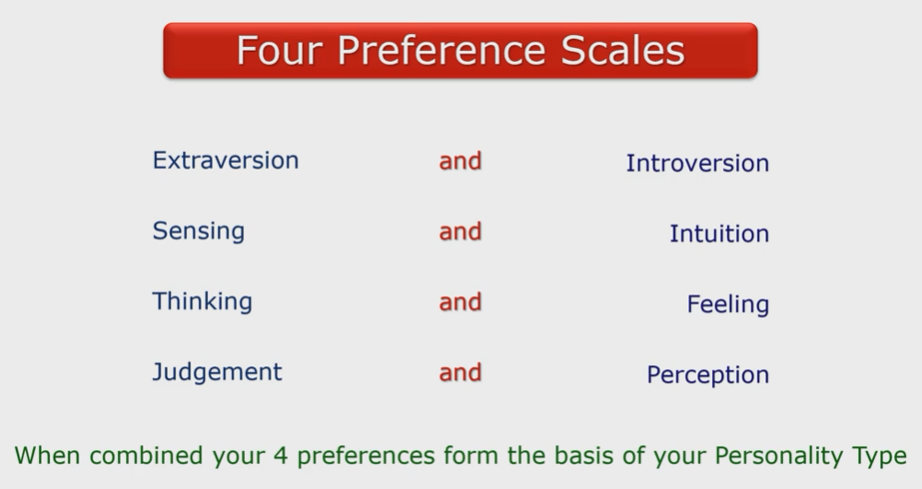 Four Preference Scales
Extraversion and Introversion
Sensing and Intuition
Thinking and Feeling
Judgement and Perception
When combined your 4 preferences form the basis of your Personality Type